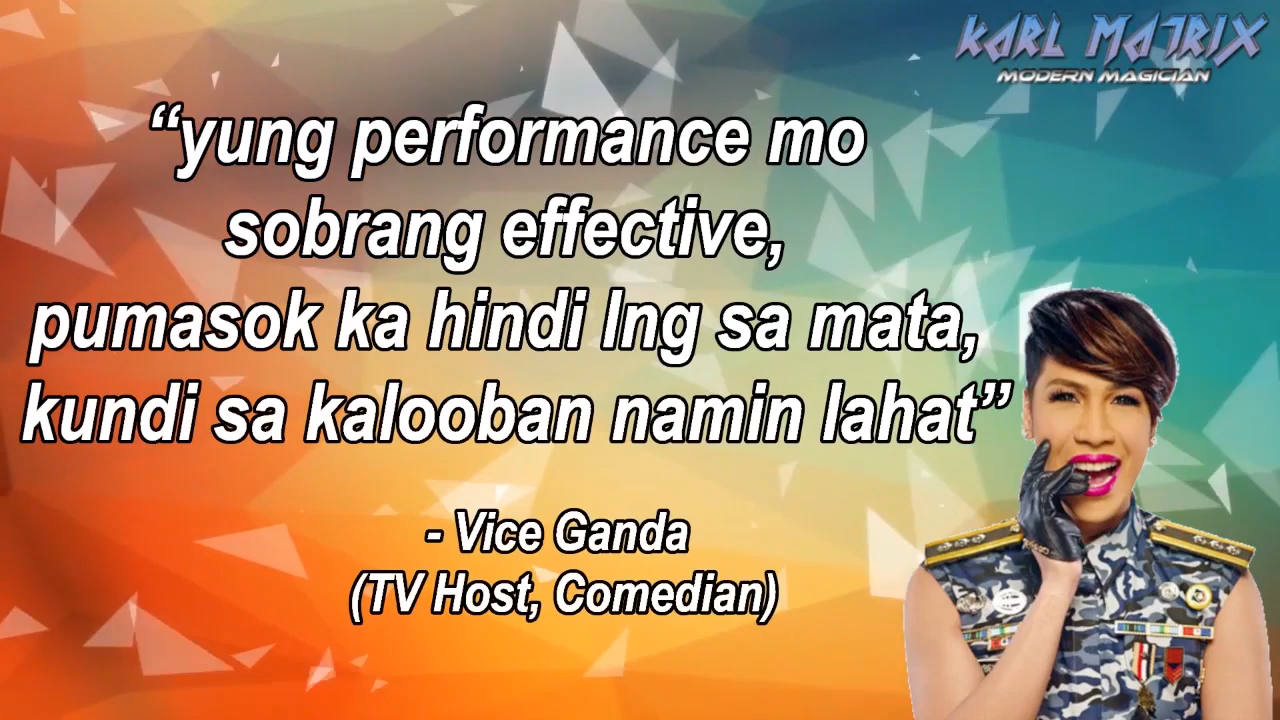 KARL MATRIX
MODERN MAGICIAN
“yung performance mo
sobrang effective,
pumasok ka hindi lng sa mata,
kundi sa kalooban namin lahat”
- Vice Ganda
(TV Host, Comedian)